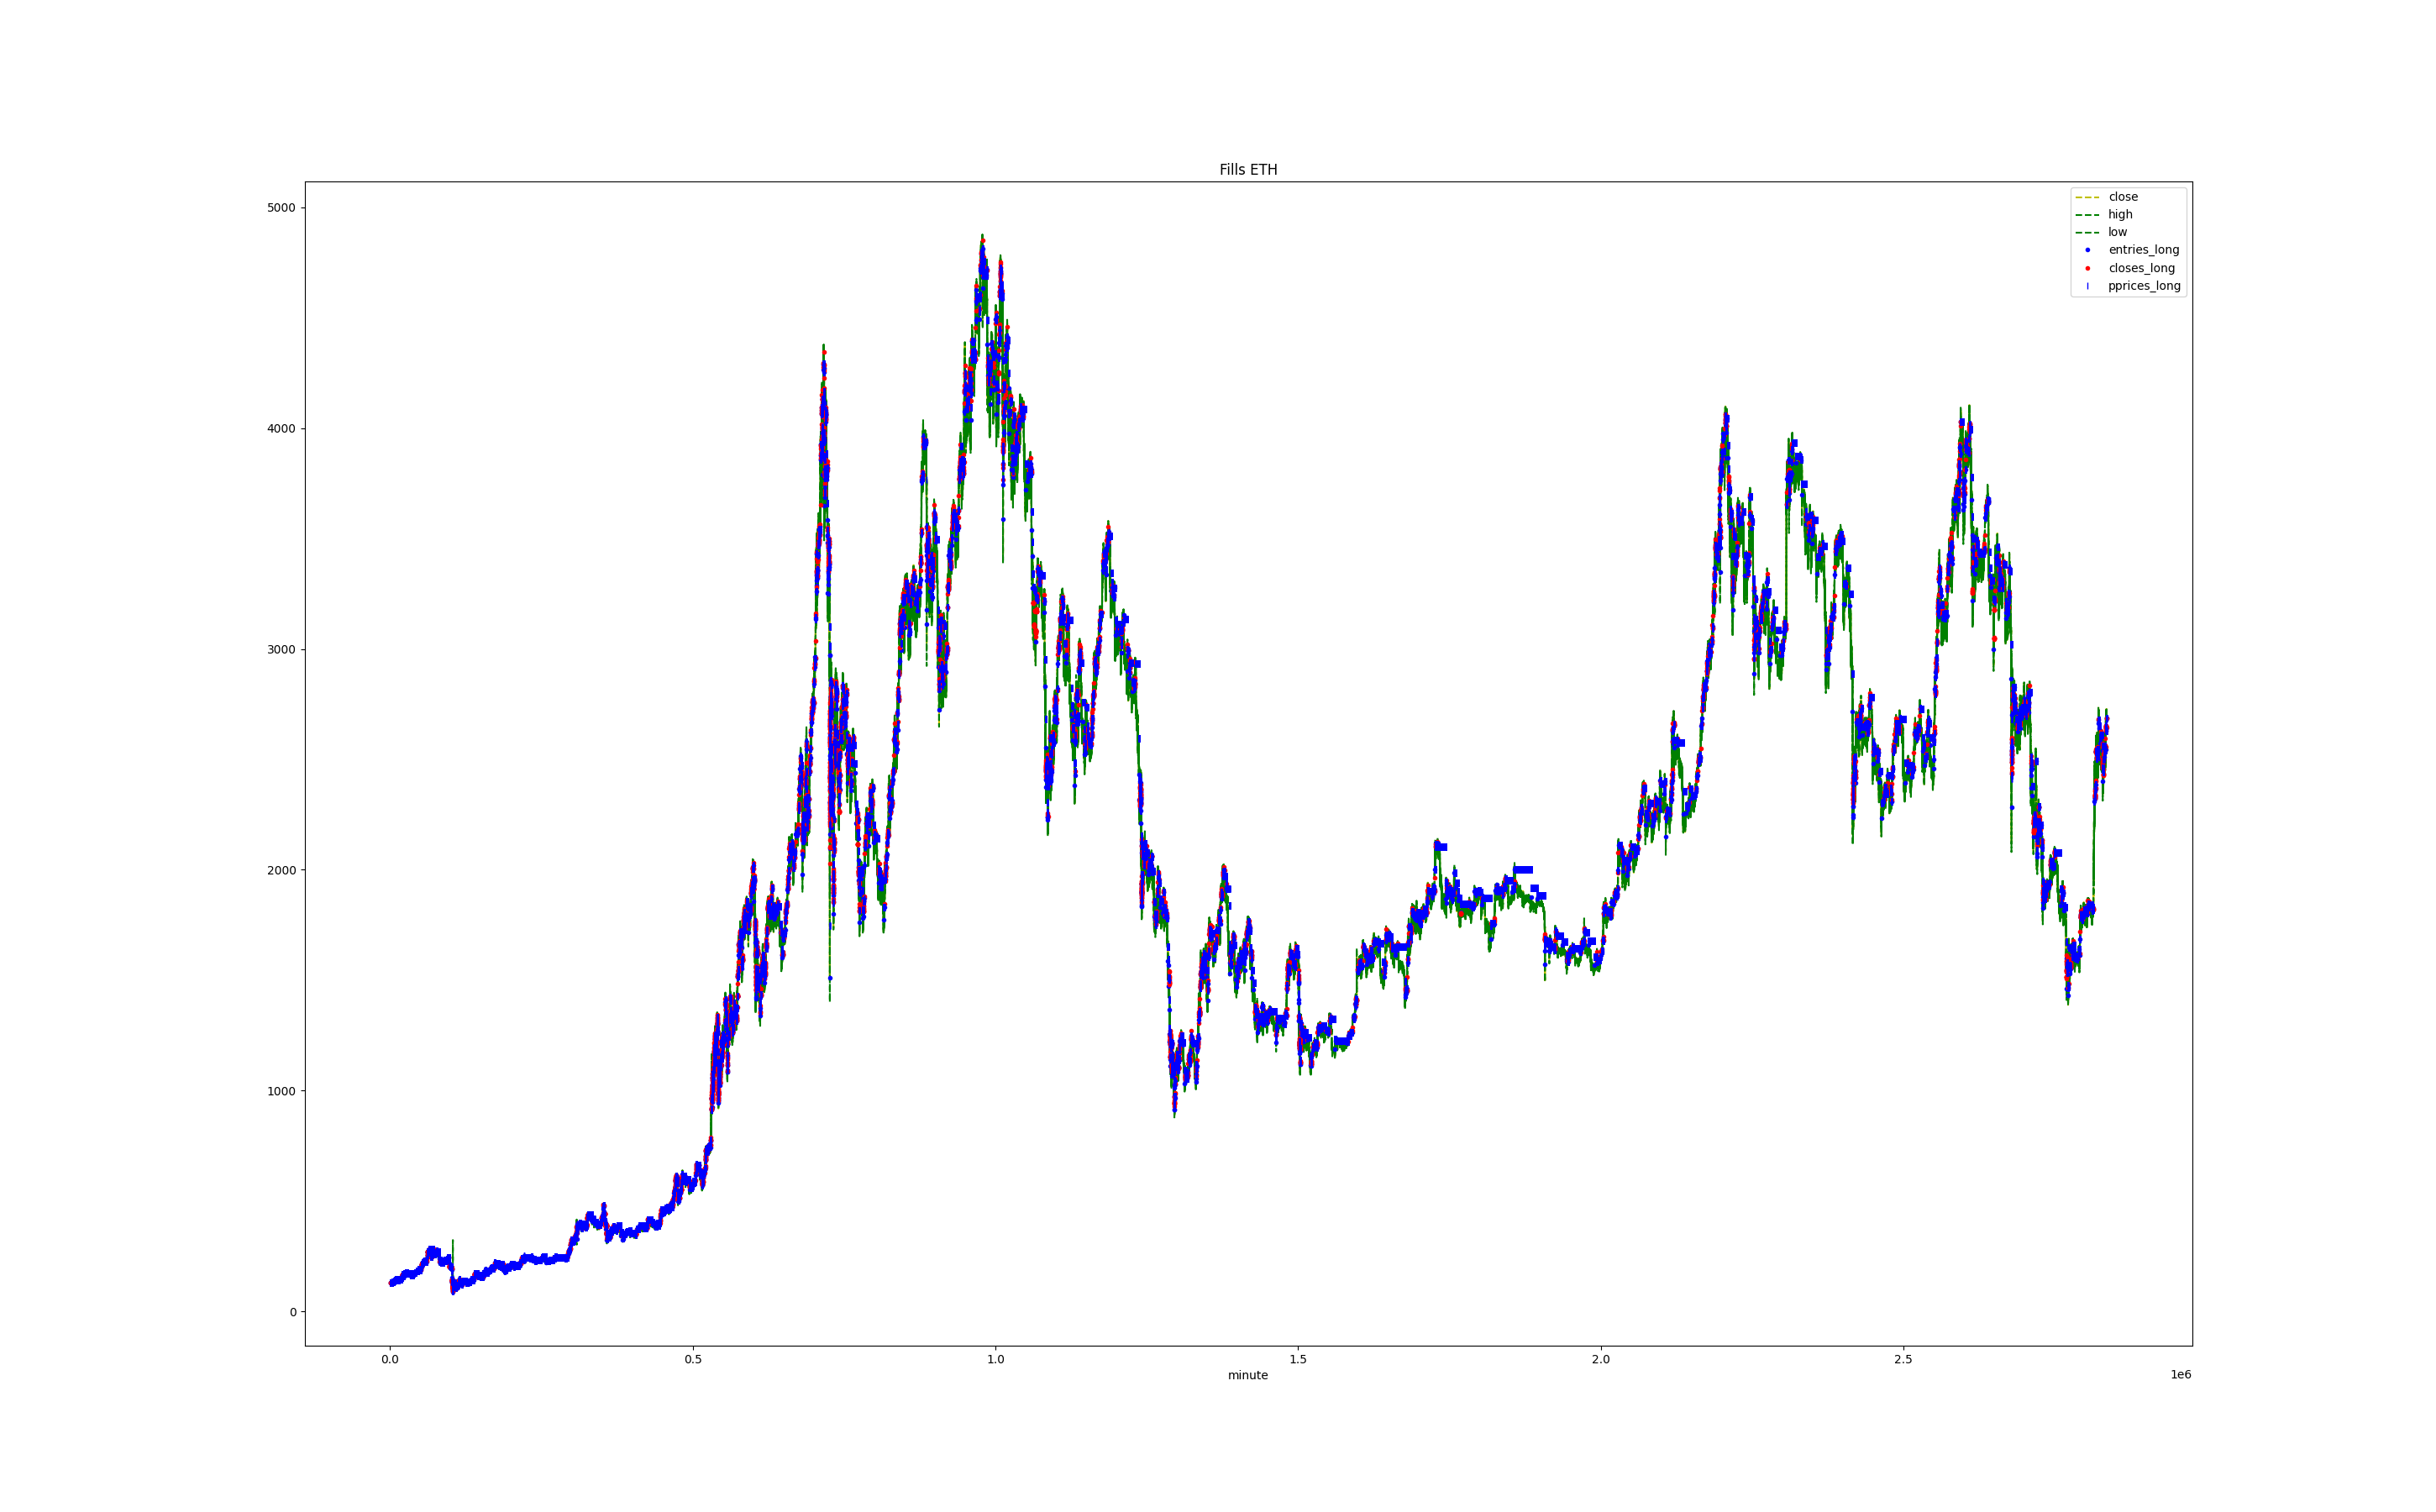 Fills ETH
5000
4000
3000
2000
1000
0
close
high
low
entries_long
closes_long
pprices_long
0.0
0.5
1.0
1.5
2.0
2.5
1e6
minute